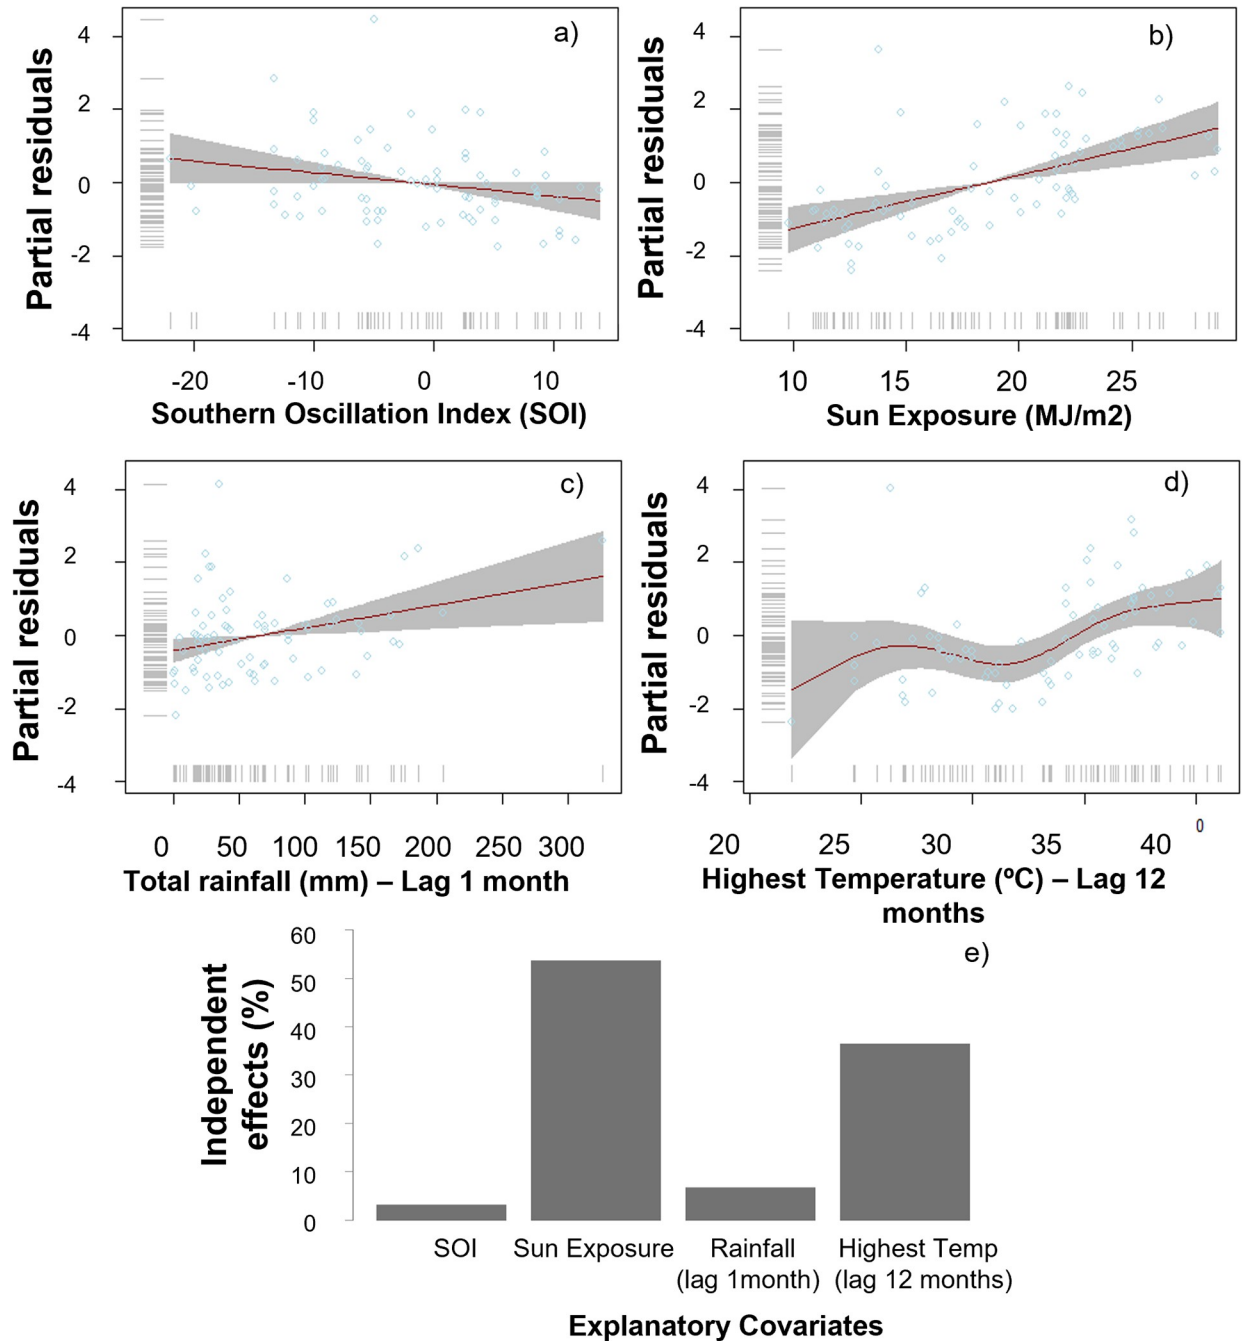 a)
4
2
0
-2
-4
Partial residuals
-20 -10 0 10
Southern Oscillation Index (SOI)
b)
4
2
0
-2
-4
Partial residuals
10 15 20 25
Sun Exposure (MJ/m2)
c)
4
2
0
-2
-4
Partial residuals
0 50 100 150 200 250 300
Total rainfall (mm) – Lag 1 month
d)
4
2
0
-2
-4
Partial residuals
20 25 30 35 40 0
Highest Temperature (ºC) – Lag 12
months
e)
60
50
40
30
20
10
0
Independent
effects (%)
SOI Sun Exposure Rainfall Highest Temp
(lag 1month) (lag 12 months)
Explanatory Covariates